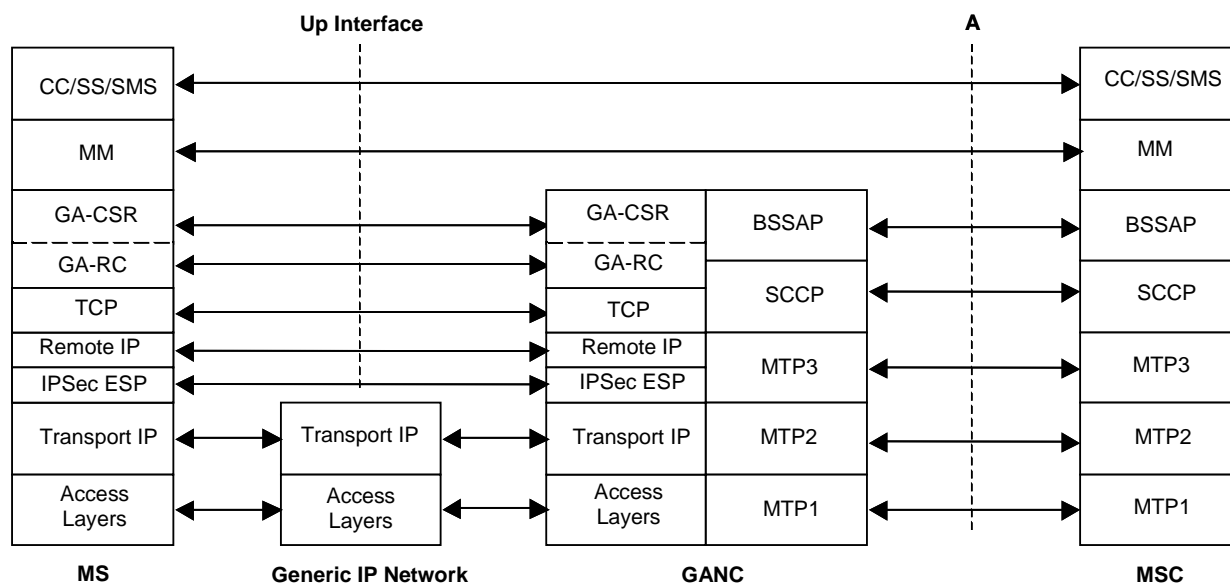 Up Interface
A
CC/SS/SMS
CC/SS/SMS
MM
MM
GA-CSR
GA-CSR
BSSAP
BSSAP
GA-RC
GA-RC
SCCP
SCCP
TCP
TCP
Remote IP
Remote IP
MTP3
MTP3
IPSec ESP
IPSec ESP
Transport IP
Transport IP
Transport IP
MTP2
MTP2
Access
Layers
Access
Layers
Access
Layers
MTP1
MTP1
MS
Generic IP Network
GANC
MSC